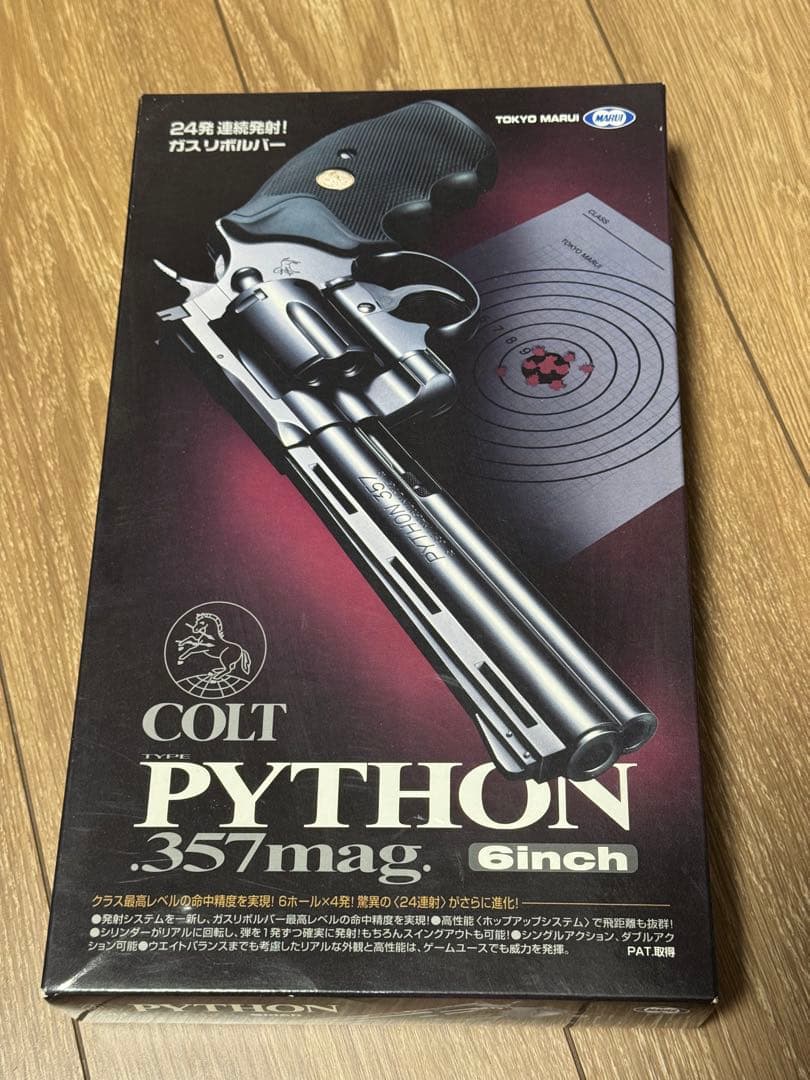 24発 連続発射!
ガスリボルバー
TOKYO MARUI MARUI
CLASS
TOKYO MARUI
7 8 9
PYTHON 357
COLT
TYPE
PYTHON
.357mag. 6inch
クラス最高レベルの命中精度を実現! 6ホール×4発! 驚異の〈24連射〉がさらに進化!
●発射システムを一新し、ガスリボルバー最高レベルの命中精度を実現!●高性能〈ホップアップシステム〉で飛距離も抜群!
●シリンダーがリアルに回転し、弾を1発ずつ確実に発射!もちろんスイングアウトも可能!●シングルアクション、ダブルアク
ション可能●ウエイトバランスまでも考慮したリアルな外観と高性能は、ゲームユースでも威力を発揮。 PAT.取得
PYTHON
6inch